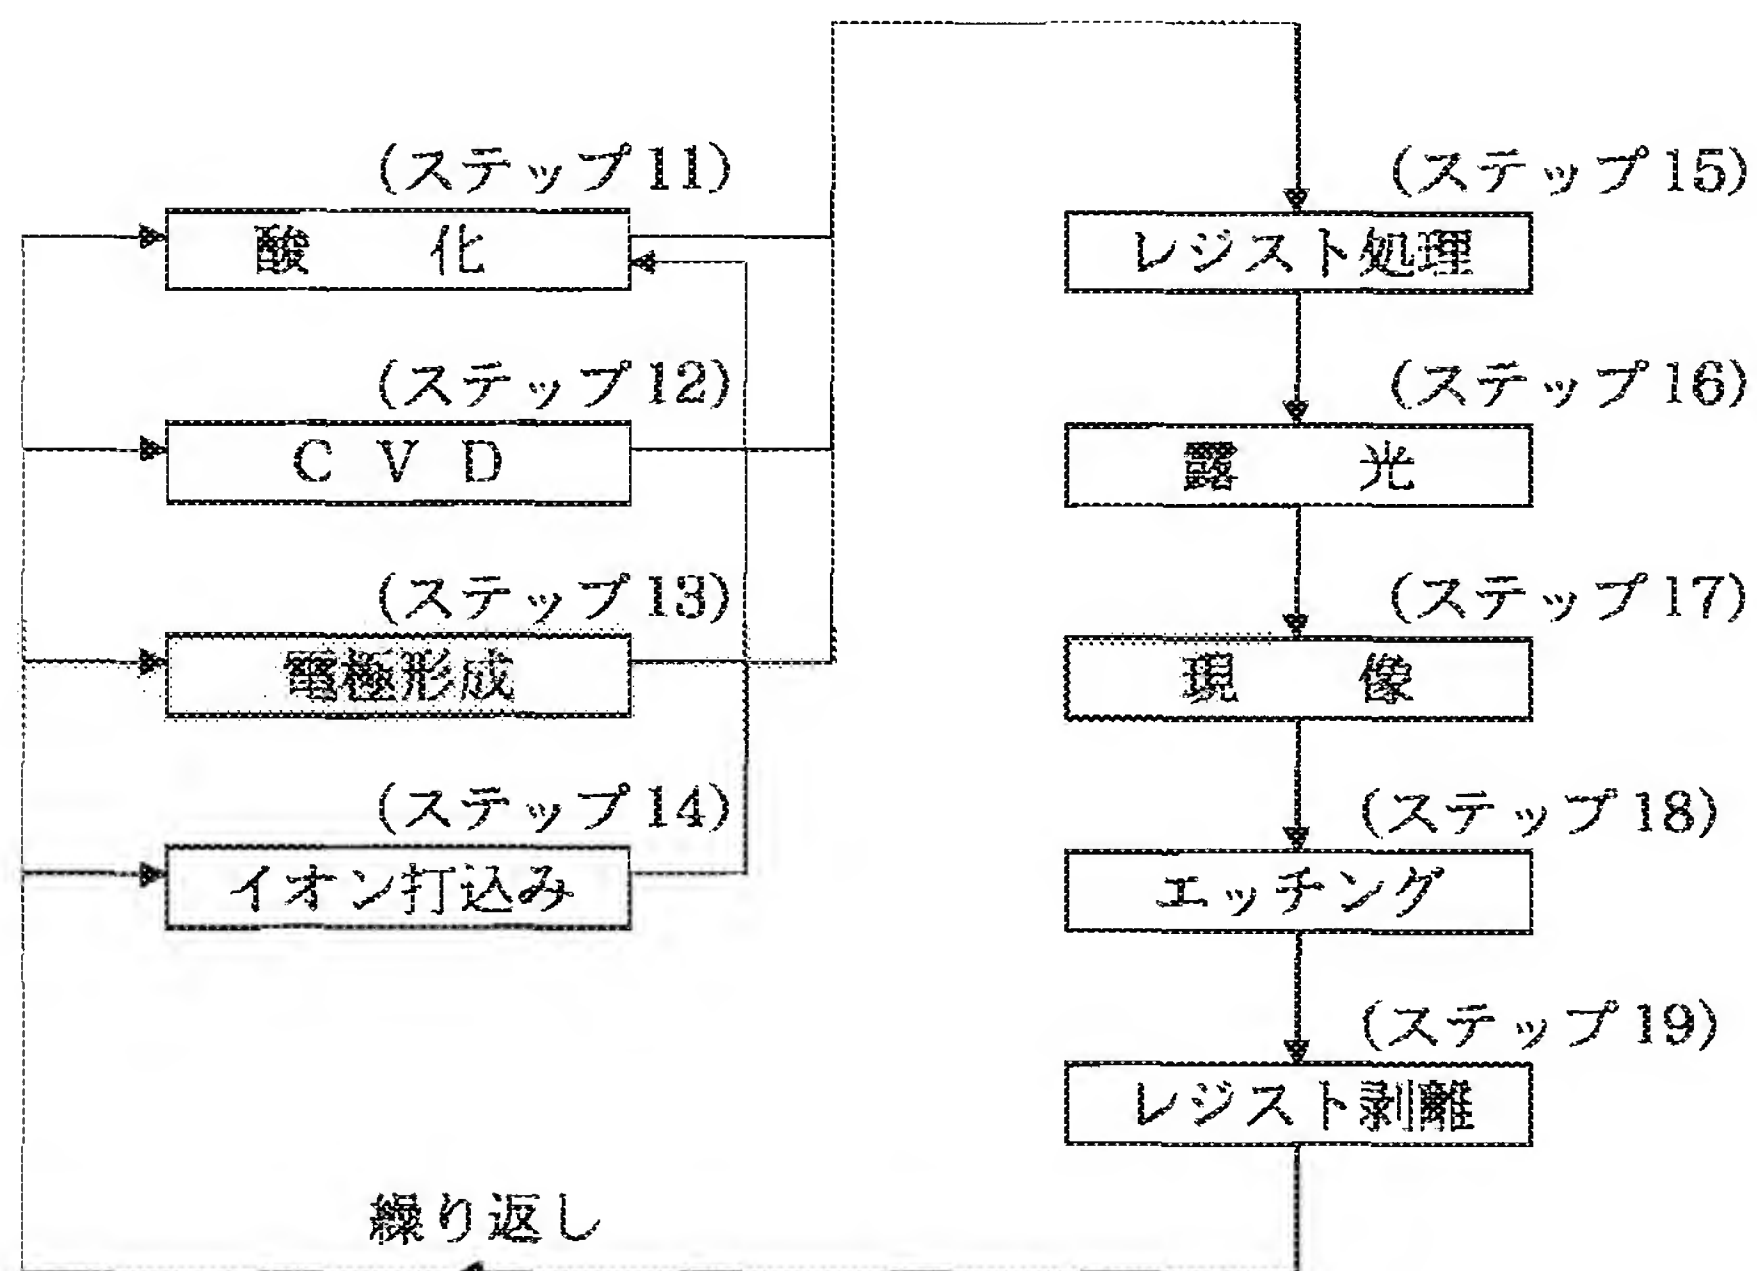 (ステップ11)
酸　化
(ステップ12)
CVD
(ステップ13)
電極形成
(ステップ14)
イオン打込み
繰り返し
(ステップ15)
レジスト処理
(ステップ16)
露　光
(ステップ17)
現　像
(ステップ18)
エッチング
(ステップ19)
レジスト剥離